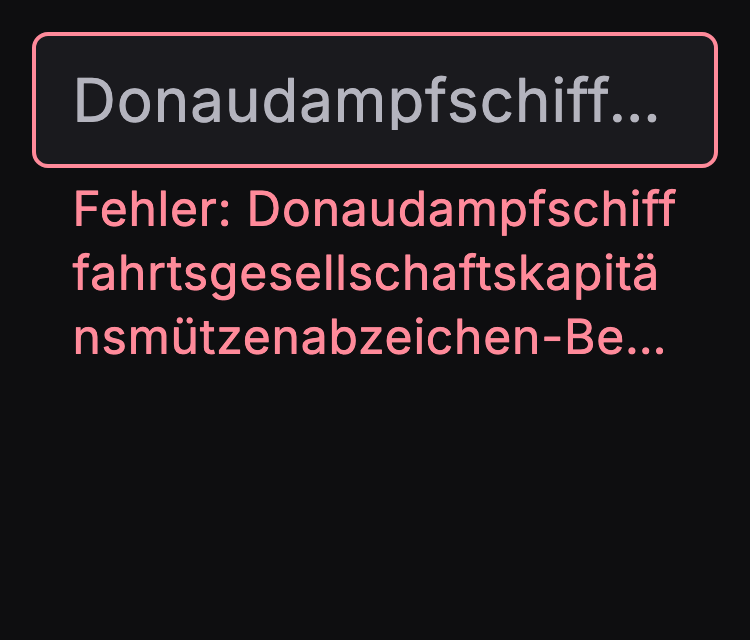 Donaudampfschiff...
Fehler: Donaudampfschiff
fahrtsgesellschaftskapitä
nsmützenabzeichen-Be...